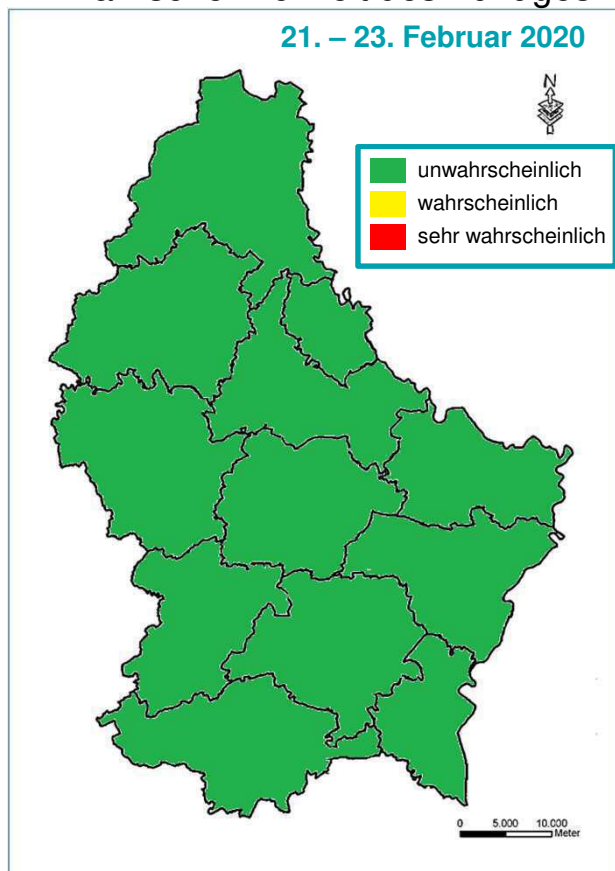 21. – 23. Februar 2020
N
unwahrscheinlich
wahrscheinlich
sehr wahrscheinlich
0 5.000 10.000
Meter